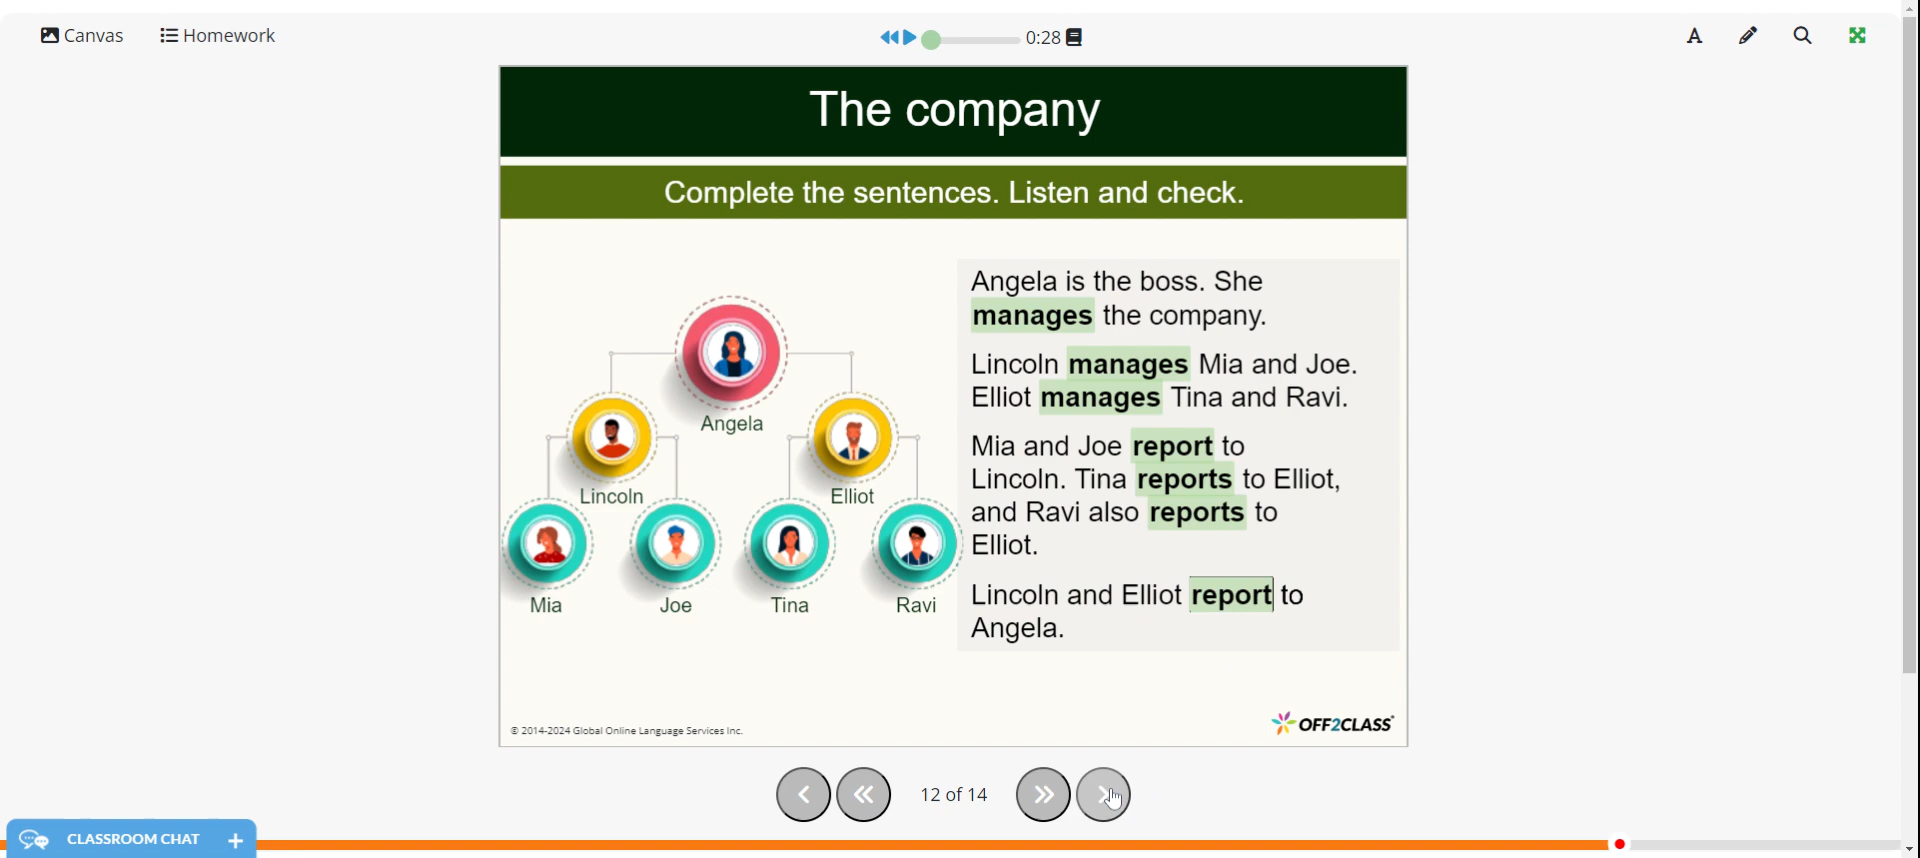 Canvas
Homework
0:28
The company
Complete the sentences. Listen and check.
Angela
Lincoln
Elliot
Mia
Joe
Tina
Ravi
Angela is the boss. She
manages the company.
Lincoln manages Mia and Joe.
Elliot manages Tina and Ravi.
Mia and Joe report to
Lincoln. Tina reports to Elliot,
and Ravi also reports to
Elliot.
Lincoln and Elliot report to
Angela.
© 2014-2024 Global Online Language Services Inc.
OFF2CLASS
12 of 14
CLASSROOM CHAT +